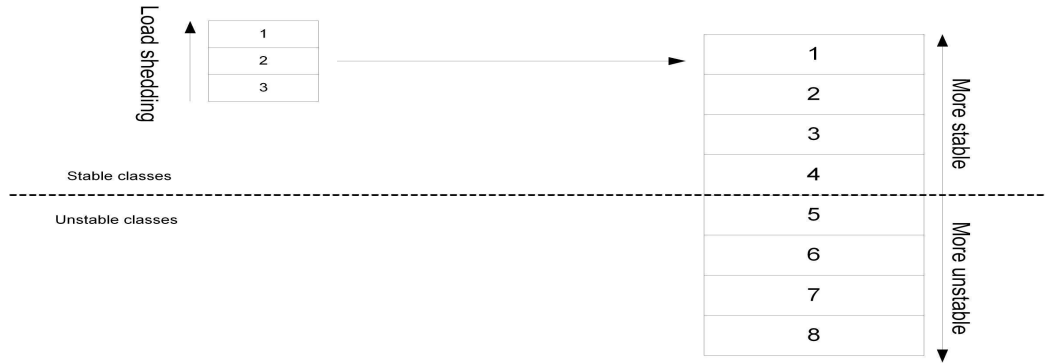 Load shedding
1
2
3
1
2
3
4
5
6
7
8
More stable
More unstable
Stable classes
Unstable classes